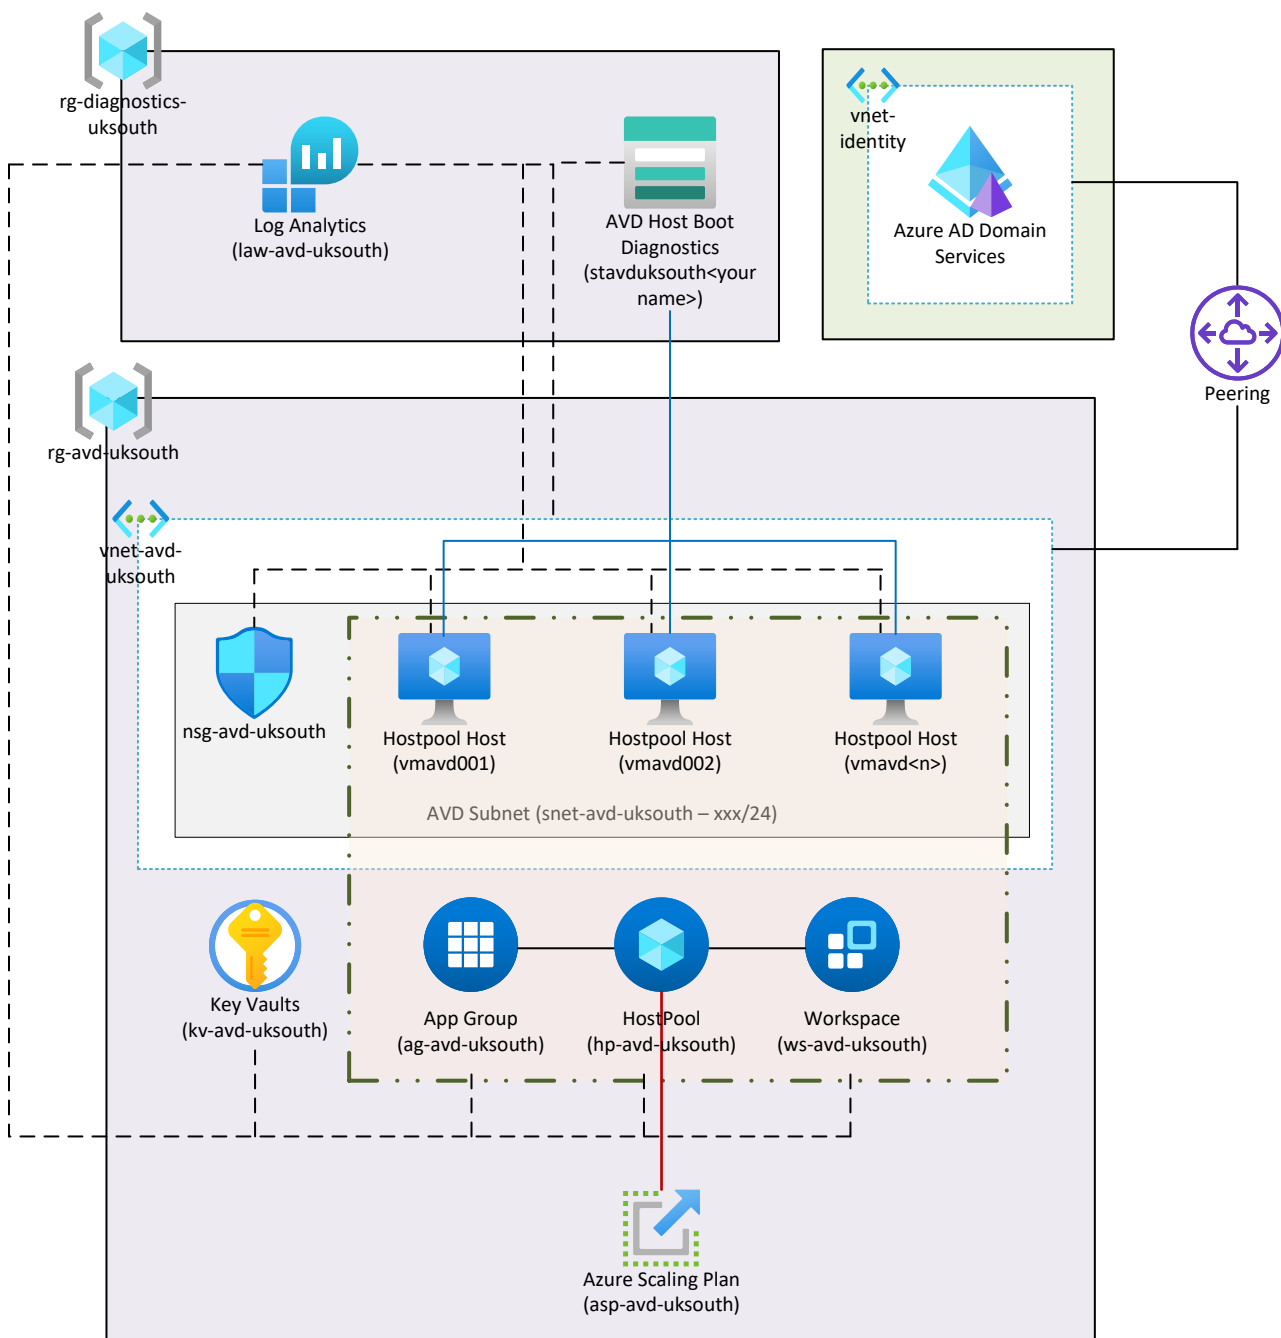 rg-diagnostics-
uksouth
Log Analytics
(law-avd-uksouth)
AVD Host Boot
Diagnostics
(stavduksouth<your
name>)
vnet-
identity
Azure AD Domain
Services
Peering
rg-avd-uksouth
vnet-avd-
uksouth
nsg-avd-uksouth
Hostpool Host
(vmavd001)
Hostpool Host
(vmavd002)
Hostpool Host
(vmavd<n>)
AVD Subnet (snet-avd-uksouth – xxx/24)
Key Vaults
(kv-avd-uksouth)
App Group
(ag-avd-uksouth)
HostPool
(hp-avd-uksouth)
Workspace
(ws-avd-uksouth)
Azure Scaling Plan
(asp-avd-uksouth)